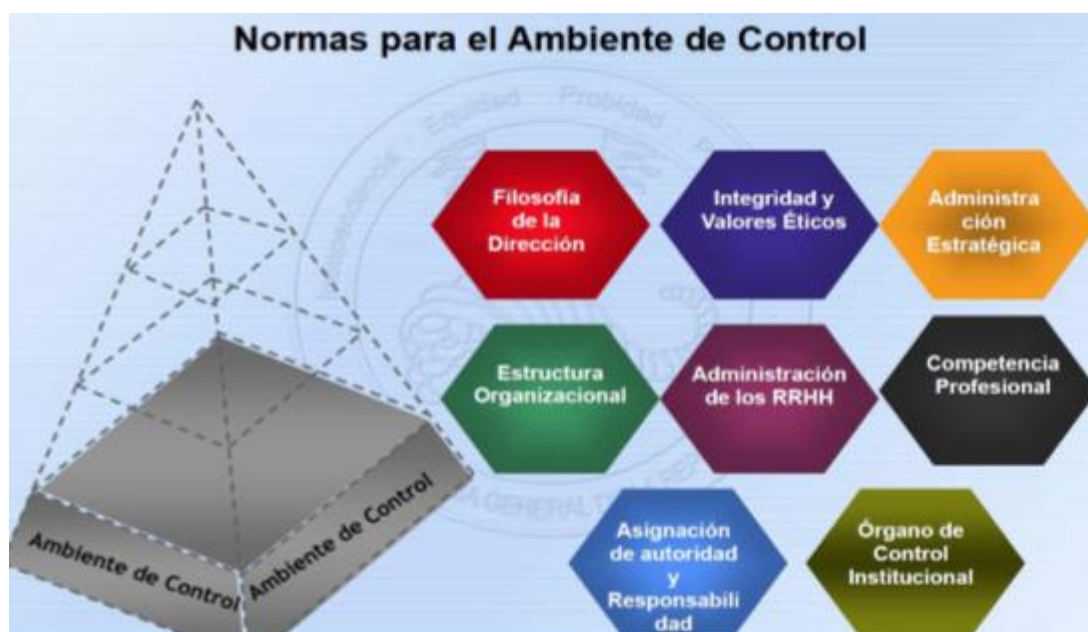 Normas para el Ambiente de Control
Filosofía
de la
Dirección
Integridad y
Valores Éticos
Administra
ción
Estratégica
Estructura
Organizacional
Administración
de los RRHH
Competencia
Profesional
Asignación
de autoridad
y
Responsabili
dad
Órgano de
Control
Institucional
Ambiente de Control
Ambiente de Control
Equidad · Probidad